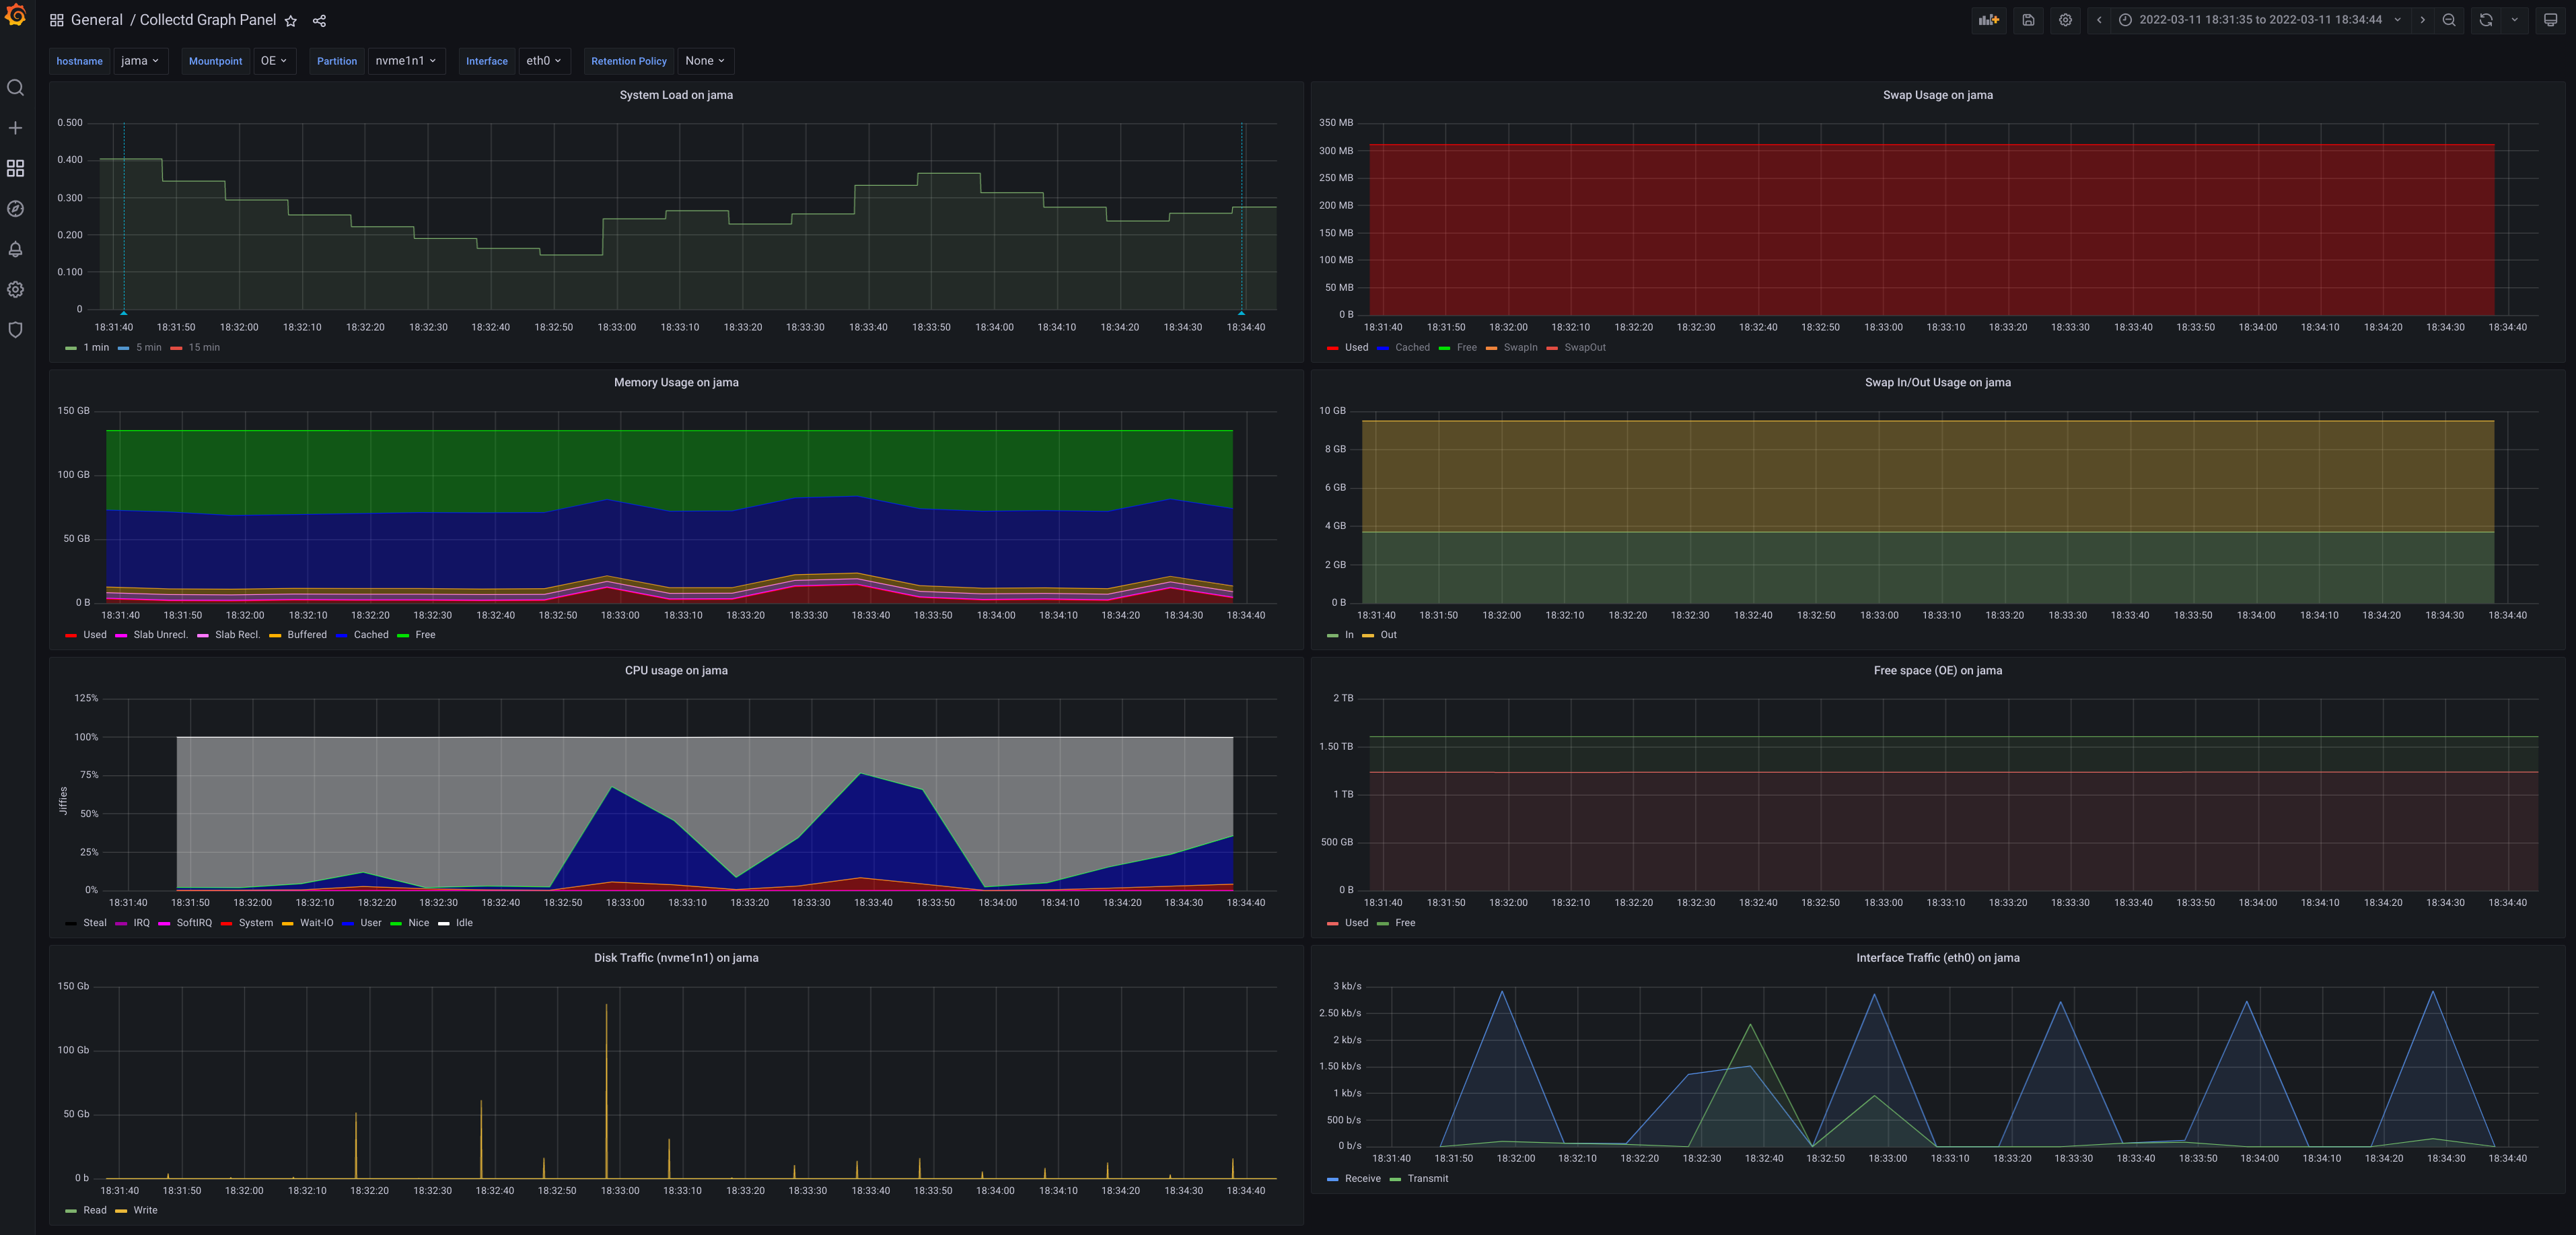 General / Collectd Graph Panel
2022-03-11 18:31:35 to 2022-03-11 18:34:44
hostname jama Mountpoint OE Partition nvme1n1 Interface eth0 Retention Policy None
System Load on jama
0.500
0.400
0.300
0.200
0.100
0
18:31:40 18:31:50 18:32:00 18:32:10 18:32:20 18:32:30 18:32:40 18:32:50 18:33:00 18:33:10 18:33:20 18:33:30 18:33:40 18:33:50 18:34:00 18:34:10 18:34:20 18:34:30 18:34:40
1 min 5 min 15 min
Swap Usage on jama
350 MB
300 MB
250 MB
200 MB
150 MB
100 MB
50 MB
0 B
18:31:40 18:31:50 18:32:00 18:32:10 18:32:20 18:32:30 18:32:40 18:32:50 18:33:00 18:33:10 18:33:20 18:33:30 18:33:40 18:33:50 18:34:00 18:34:10 18:34:20 18:34:30 18:34:40
Used Cached Free SwapIn SwapOut
Memory Usage on jama
150 GB
100 GB
50 GB
0 B
18:31:40 18:31:50 18:32:00 18:32:10 18:32:20 18:32:30 18:32:40 18:32:50 18:33:00 18:33:10 18:33:20 18:33:30 18:33:40 18:33:50 18:34:00 18:34:10 18:34:20 18:34:30 18:34:40
Used Slab Unrecl. Slab Recl. Buffered Cached Free
Swap In/Out Usage on jama
10 GB
8 GB
6 GB
4 GB
2 GB
0 B
18:31:40 18:31:50 18:32:00 18:32:10 18:32:20 18:32:30 18:32:40 18:32:50 18:33:00 18:33:10 18:33:20 18:33:30 18:33:40 18:33:50 18:34:00 18:34:10 18:34:20 18:34:30 18:34:40
In Out
CPU usage on jama
125%
100%
75%
50%
25%
0%
Jiffies
18:31:40 18:31:50 18:32:00 18:32:10 18:32:20 18:32:30 18:32:40 18:32:50 18:33:00 18:33:10 18:33:20 18:33:30 18:33:40 18:33:50 18:34:00 18:34:10 18:34:20 18:34:30 18:34:40
Steal IRQ SoftIRQ System Wait-IO User Nice Idle
Free space (OE) on jama
2 TB
1.50 TB
1 TB
500 GB
0 B
18:31:40 18:31:50 18:32:00 18:32:10 18:32:20 18:32:30 18:32:40 18:32:50 18:33:00 18:33:10 18:33:20 18:33:30 18:33:40 18:33:50 18:34:00 18:34:10 18:34:20 18:34:30 18:34:40
Used Free
Disk Traffic (nvme1n1) on jama
150 Gb
100 Gb
50 Gb
0 b
18:31:40 18:31:50 18:32:00 18:32:10 18:32:20 18:32:30 18:32:40 18:32:50 18:33:00 18:33:10 18:33:20 18:33:30 18:33:40 18:33:50 18:34:00 18:34:10 18:34:20 18:34:30 18:34:40
Read Write
Interface Traffic (eth0) on jama
3 kb/s
2.50 kb/s
2 kb/s
1.50 kb/s
1 kb/s
500 b/s
0 b/s
18:31:40 18:31:50 18:32:00 18:32:10 18:32:20 18:32:30 18:32:40 18:32:50 18:33:00 18:33:10 18:33:20 18:33:30 18:33:40 18:33:50 18:34:00 18:34:10 18:34:20 18:34:30 18:34:40
Receive Transmit